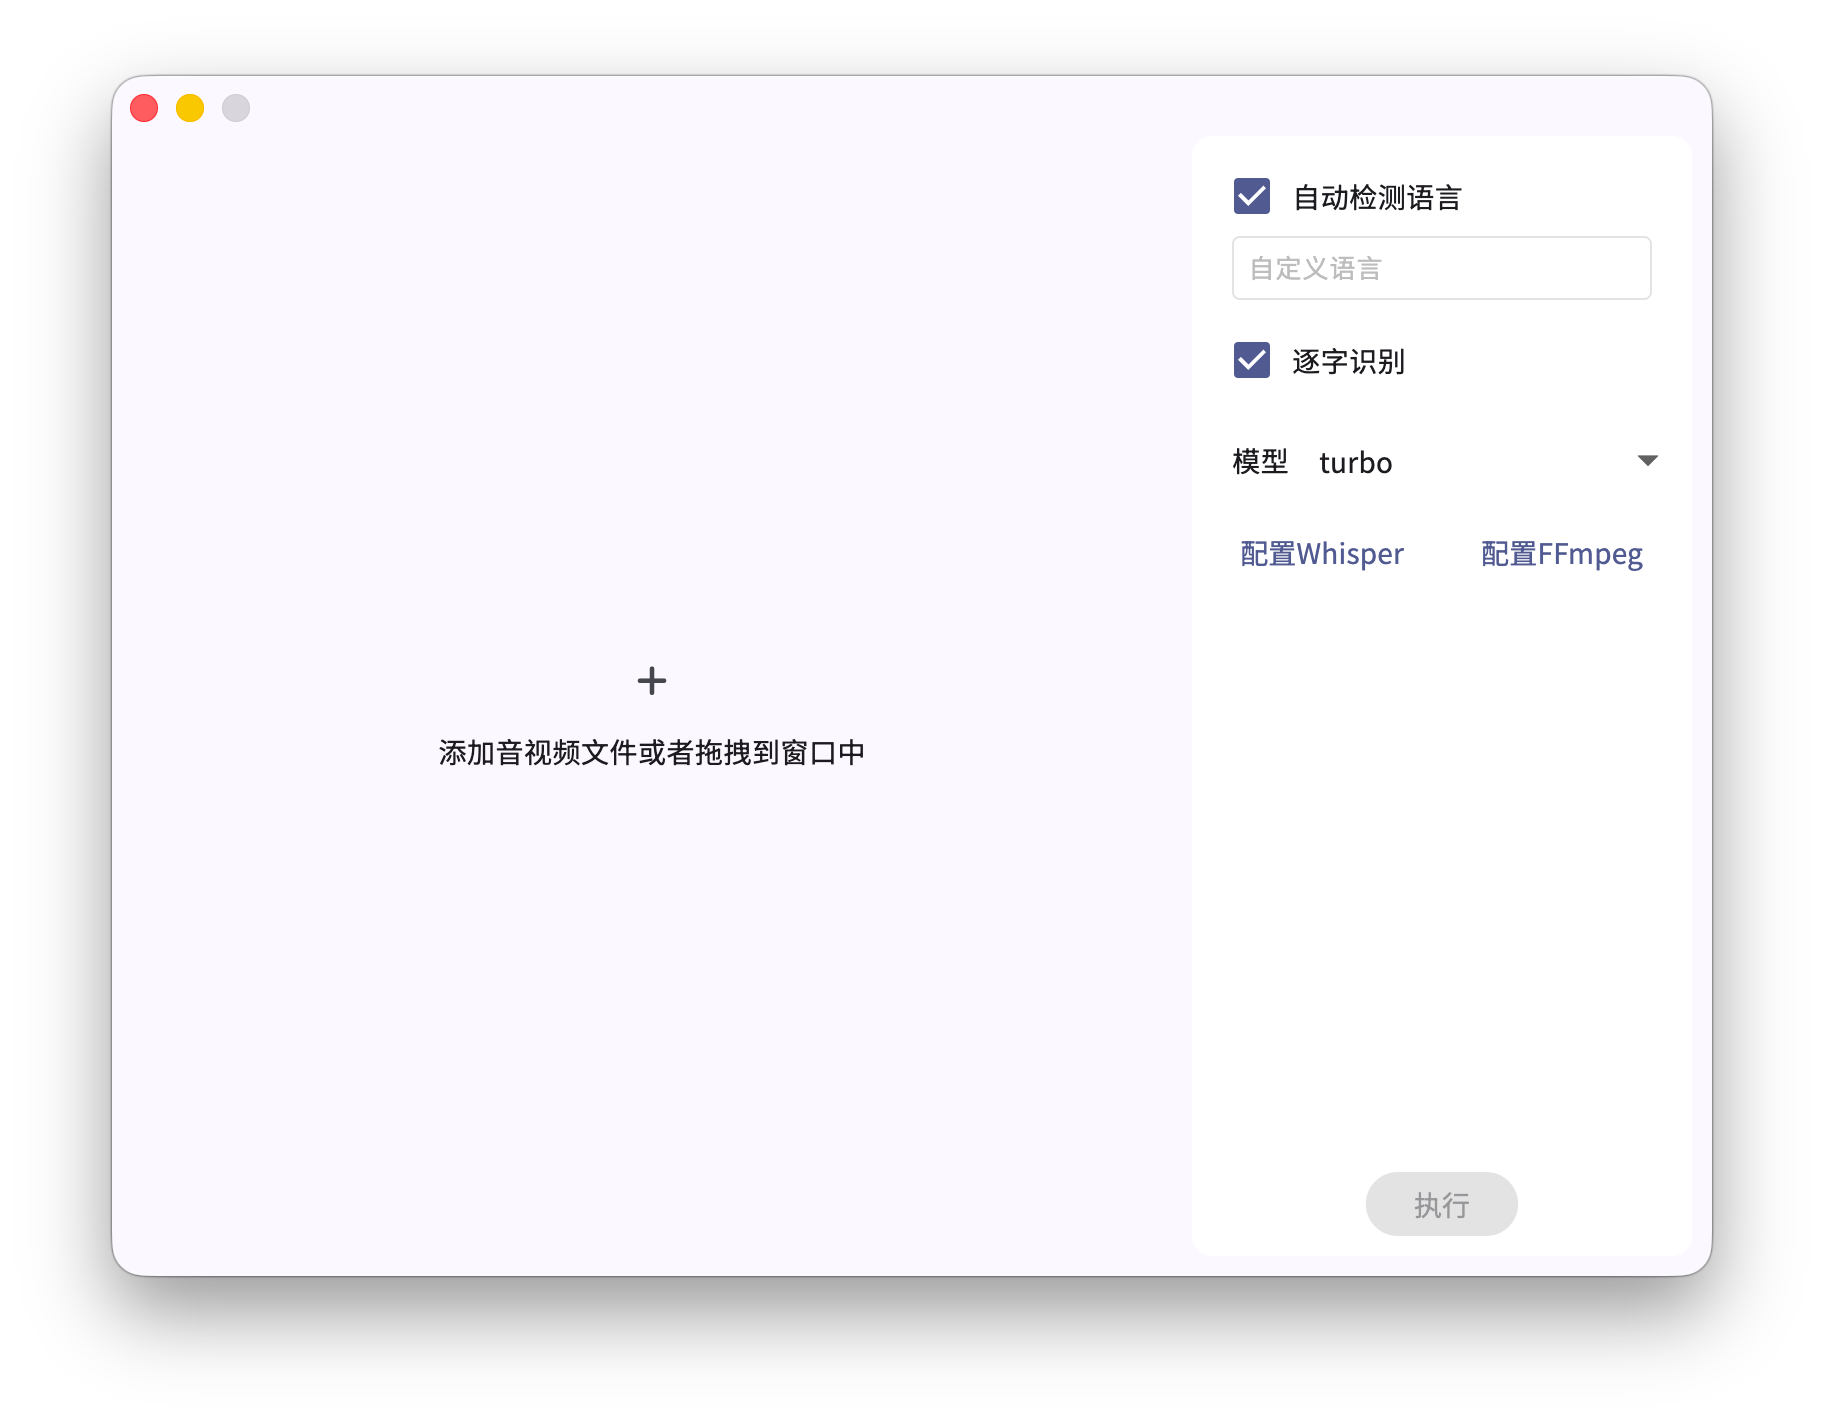 自动检测语言
自定义语言
逐字识别
模型 turbo
配置Whisper 配置FFmpeg
添加音视频文件或者拖拽到窗口中
执行